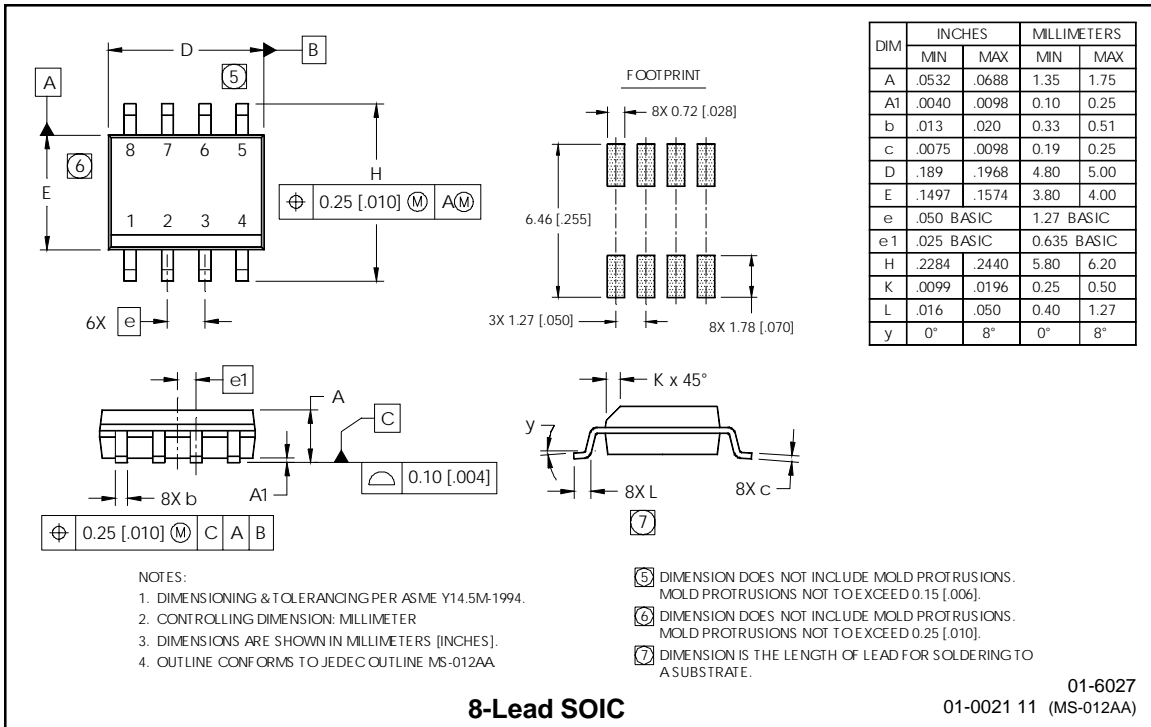 D
B
5
A
8 7 6 5
6
E
H
⌖ 0.25 [.010] Ⓜ A Ⓜ
1 2 3 4
6X e
FOOTPRINT
8X 0.72 [.028]
6.46 [.255]
3X 1.27 [.050]
8X 1.78 [.070]
DIM INCHES MILLIMETERS
MIN MAX MIN MAX
A .0532 .0688 1.35 1.75
A1 .0040 .0098 0.10 0.25
b .013 .020 0.33 0.51
c .0075 .0098 0.19 0.25
D .189 .1968 4.80 5.00
E .1497 .1574 3.80 4.00
e .050 BASIC 1.27 BASIC
e1 .025 BASIC 0.635 BASIC
H .2284 .2440 5.80 6.20
K .0099 .0196 0.25 0.50
L .016 .050 0.40 1.27
y 0° 8° 0° 8°
e1
A
C
0.10 [.004]
8X b
A1
⌖ 0.25 [.010] Ⓜ C A B
K x 45°
y
8X L
7
8X c
NOTES:
1. DIMENSIONING & TOLERANCING PER ASME Y14.5M-1994.
2. CONTROLLING DIMENSION: MILLIMETER
3. DIMENSIONS ARE SHOWN IN MILLIMETERS [INCHES].
4. OUTLINE CONFORMS TO JEDEC OUTLINE MS-012AA.
5 DIMENSION DOES NOT INCLUDE MOLD PROTRUSIONS.
MOLD PROTRUSIONS NOT TO EXCEED 0.15 [.006].
6 DIMENSION DOES NOT INCLUDE MOLD PROTRUSIONS.
MOLD PROTRUSIONS NOT TO EXCEED 0.25 [.010].
7 DIMENSION IS THE LENGTH OF LEAD FOR SOLDERING TO
A SUBSTRATE.
8-Lead SOIC
01-6027
01-0021 11 (MS-012AA)